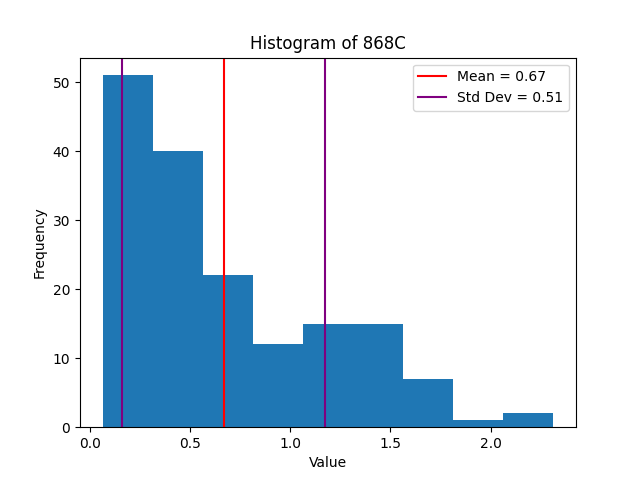 Histogram of 868C
Mean = 0.67
Std Dev = 0.51
Frequency
50
40
30
20
10
0
0.0 0.5 1.0 1.5 2.0
Value